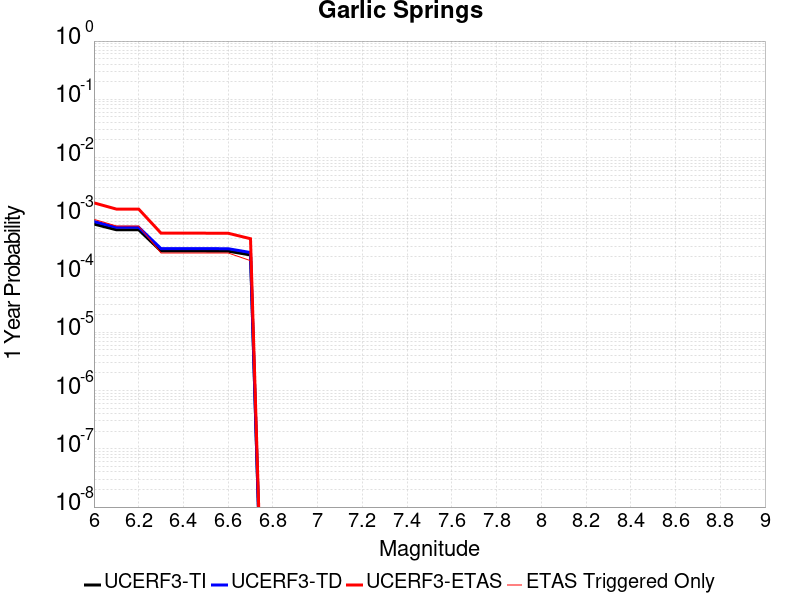 Garlic Springs
10^0
10^-1
10^-2
10^-3
10^-4
10^-5
10^-6
10^-7
10^-8
1 Year Probability
6 6.2 6.4 6.6 6.8 7 7.2 7.4 7.6 7.8 8 8.2 8.4 8.6 8.8 9
Magnitude
UCERF3-TI UCERF3-TD UCERF3-ETAS ETAS Triggered Only